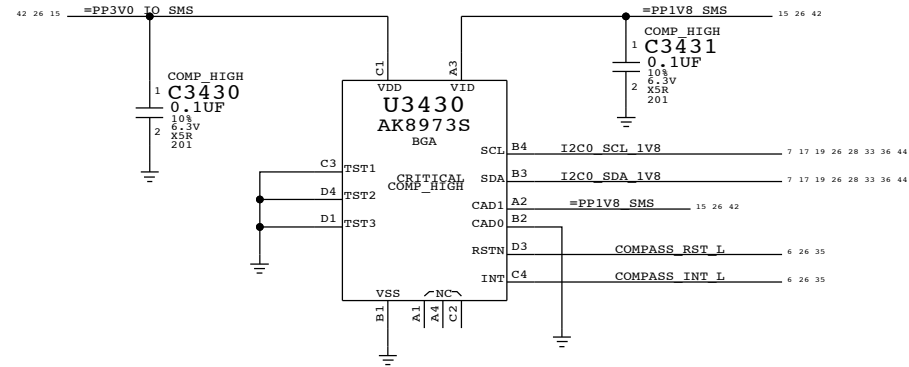 42 26 15 =PP3V0_IO_SMS
=PP1V8_SMS 15 26 42
COMP_HIGH
1 C3430
0.1UF
10%
2 6.3V
X5R
201
C1
VDD
A3
VID
COMP_HIGH
1 C3431
0.1UF
10%
2 6.3V
X5R
201
U3430
AK8973S
BGA
CRITICAL
COMP_HIGH
C3 TST1
D4 TST2
D1 TST3
SCL B4 I2C0_SCL_1V8 7 17 19 26 28 33 36 44
SDA B3 I2C0_SDA_1V8 7 17 19 26 28 33 36 44
CAD1 A2 =PP1V8_SMS 15 26 42
CAD0 B2
RSTN D3 COMPASS_RST_L 6 26 35
INT C4 COMPASS_INT_L 6 26 35
VSS NC
B1 A1 A4 C2